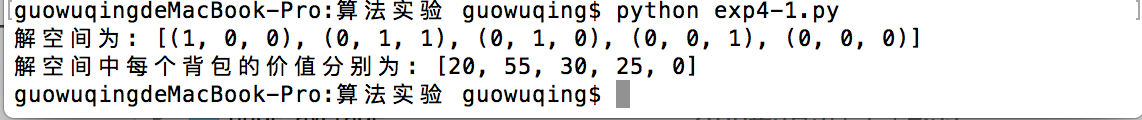 [guowuqingdeMacBook-Pro:算法实验 guowuqing$ python exp4-1.py
解空间为: [(1, 0, 0), (0, 1, 1), (0, 1, 0), (0, 0, 1), (0, 0, 0)]
解空间中每个背包的价值分别为: [20, 55, 30, 25, 0]
guowuqingdeMacBook-Pro:算法实验 guowuqing$